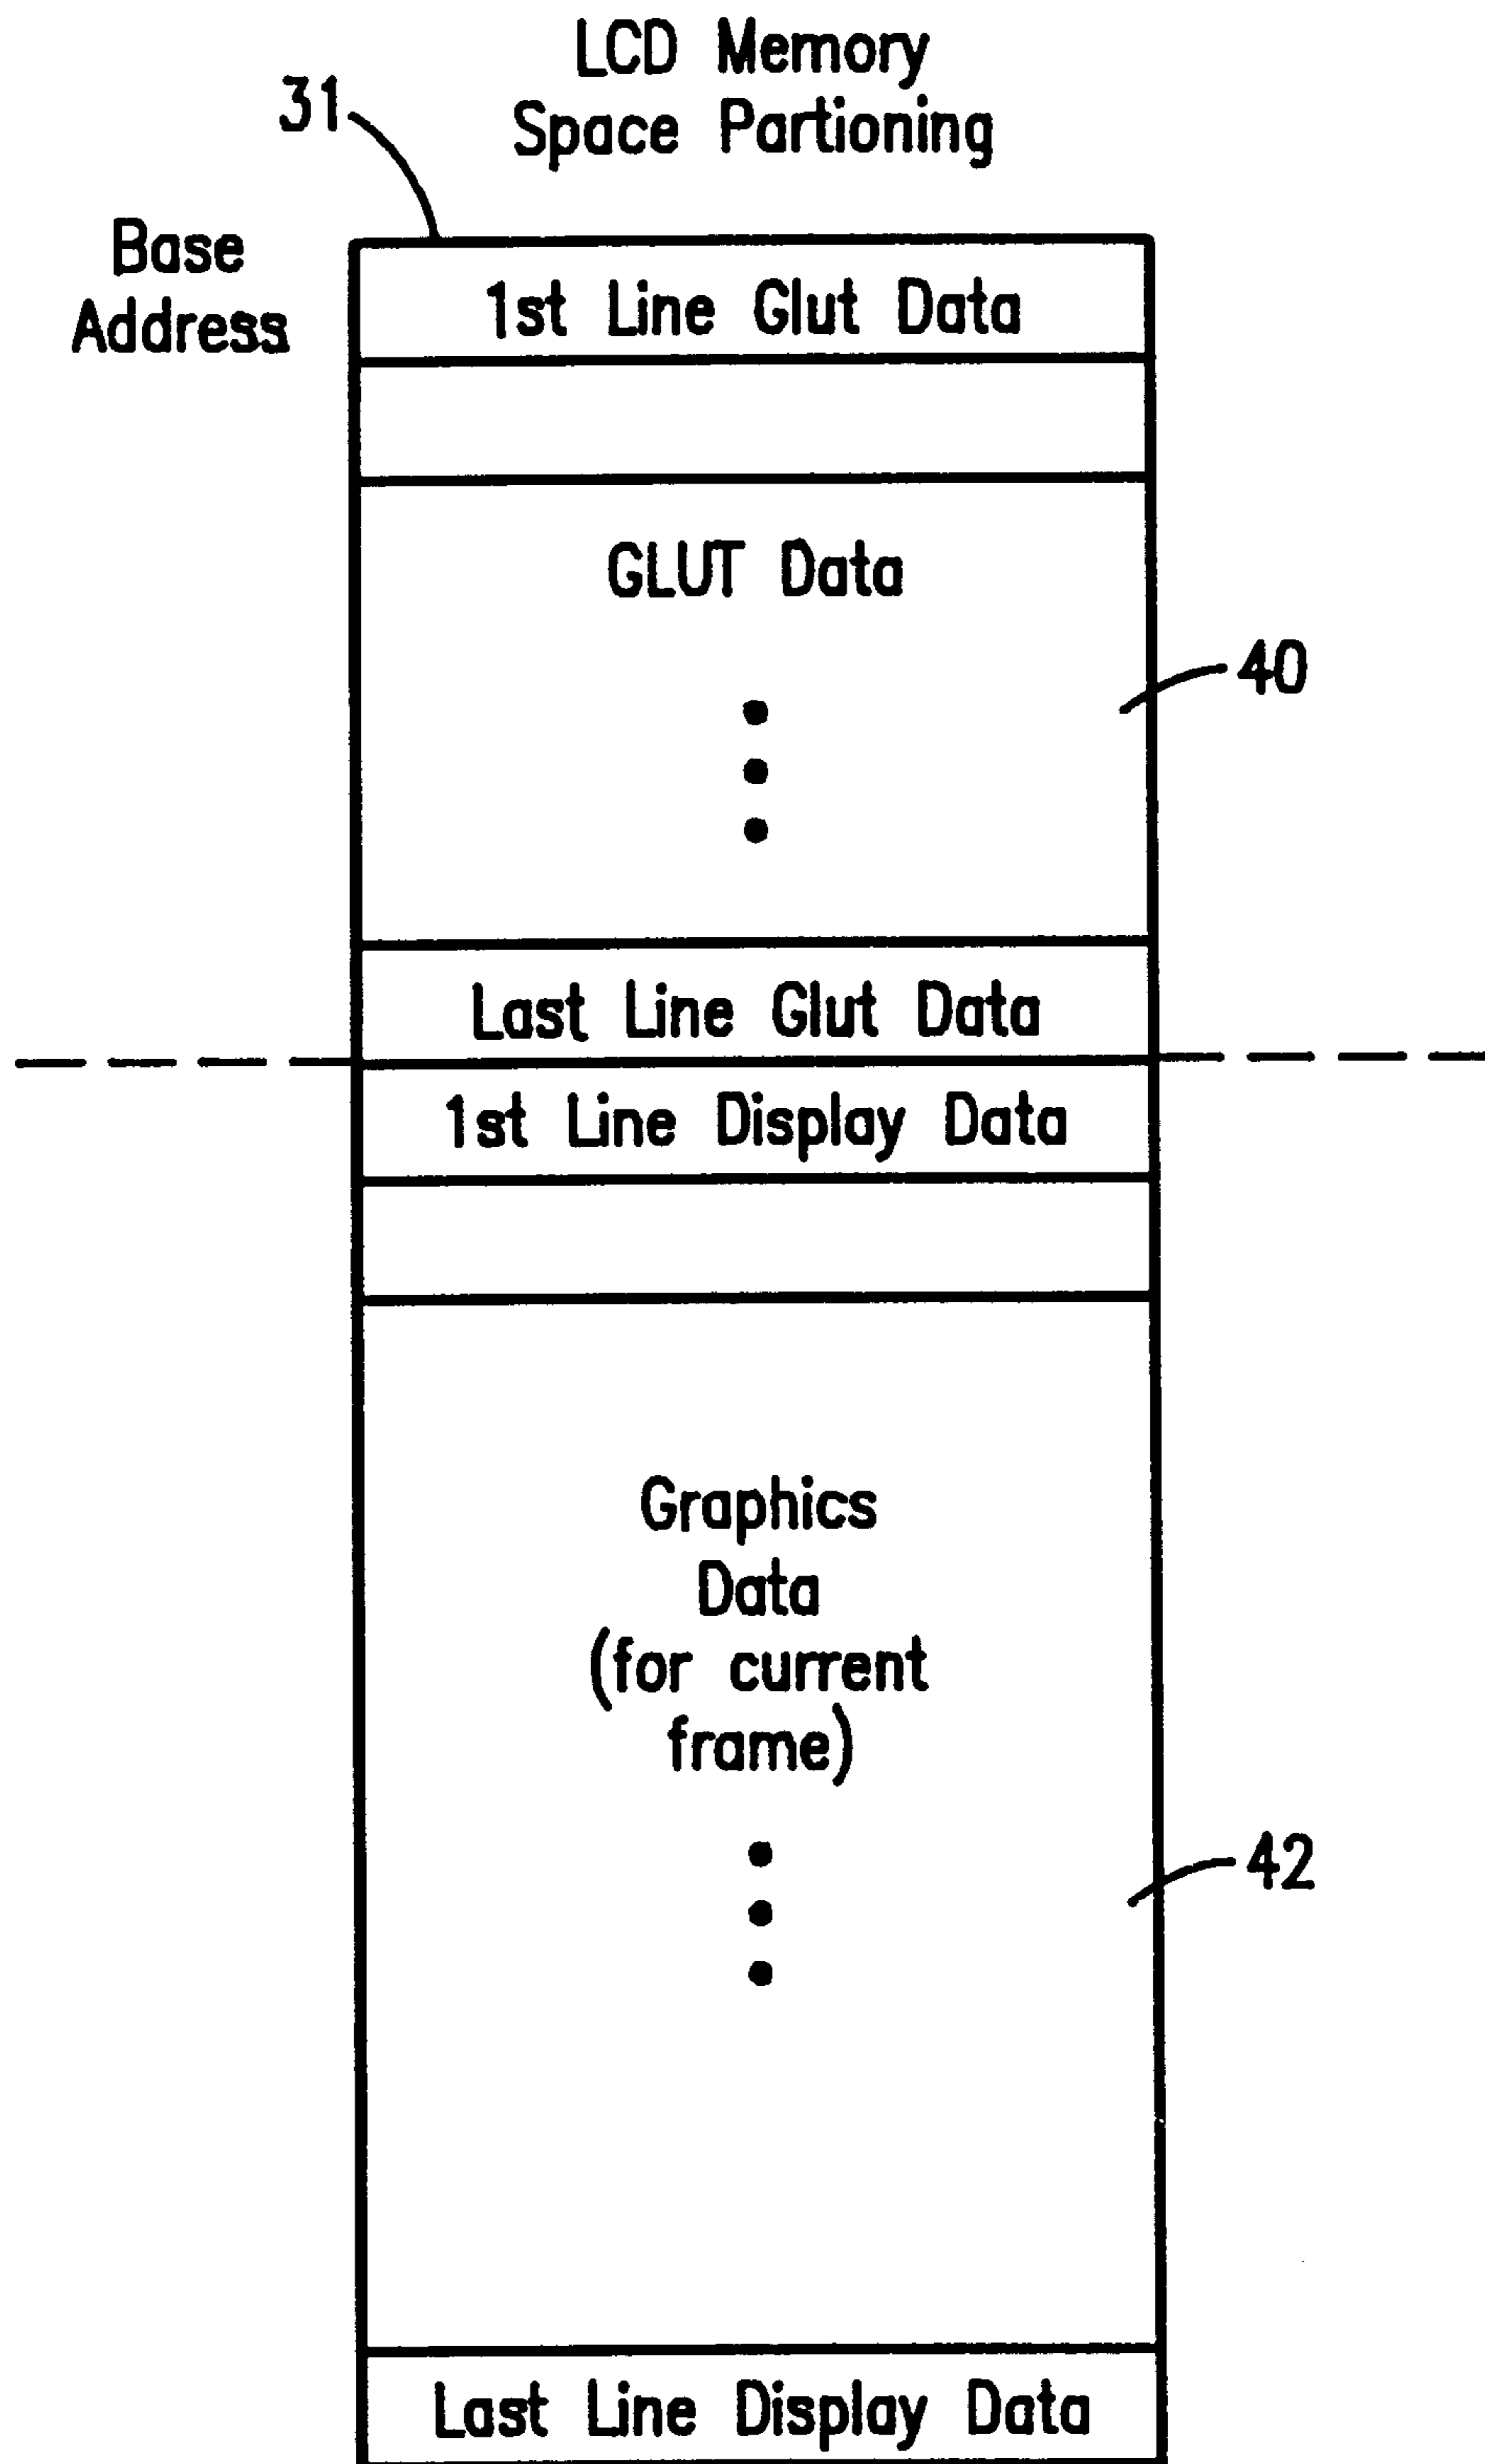 LCD Memory
Space Partioning
31
Base
Address
1st Line Glut Data
GLUT Data
40
Last Line Glut Data
1st Line Display Data
Graphics
Data
(for current
frame)
42
Last Line Display Data